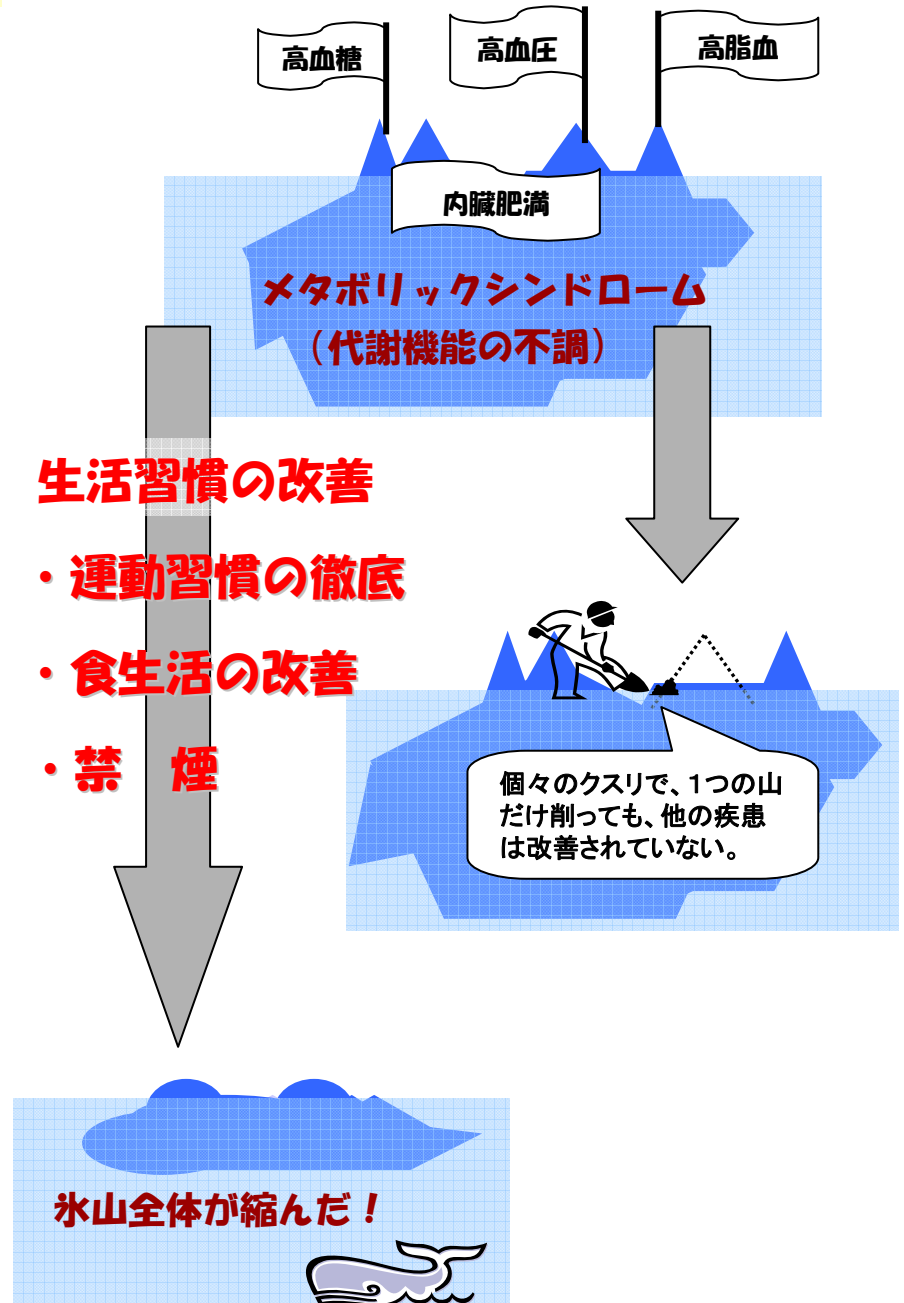 高血糖
高血圧
高脂血
内臓肥満
メタボリックシンドローム
（代謝機能の不調）
生活習慣の改善
・運動習慣の徹底
・食生活の改善
・禁　煙
個々のクスリで、１つの山
だけ削っても、他の疾患
は改善されていない。
氷山全体が縮んだ！